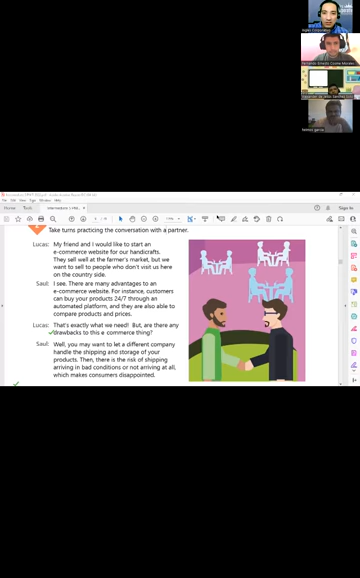 Inglés Corporativo
Home Tools
Sign In
Take turns practicing the conversation with a partner.
Lucas: My friend and I would like to start an
e-commerce website for our handicrafts.
They sell well at the farmer's market, but we
want to sell to people who don't visit us here
on the country side.
Saul: I see. There are many advantages to an
e-commerce website. For instance, customers
can buy your products 24/7 through an
automated platform, and they are also able to
compare products and prices.
Lucas: That's exactly what we need! But, are there any
drawbacks to this e commerce thing?
Saul: Well, you may want to let a different company
handle the shipping and storage of your
products. Then, there is the risk of shipping
arriving in bad conditions or not arriving at all,
which makes consumers disappointed.